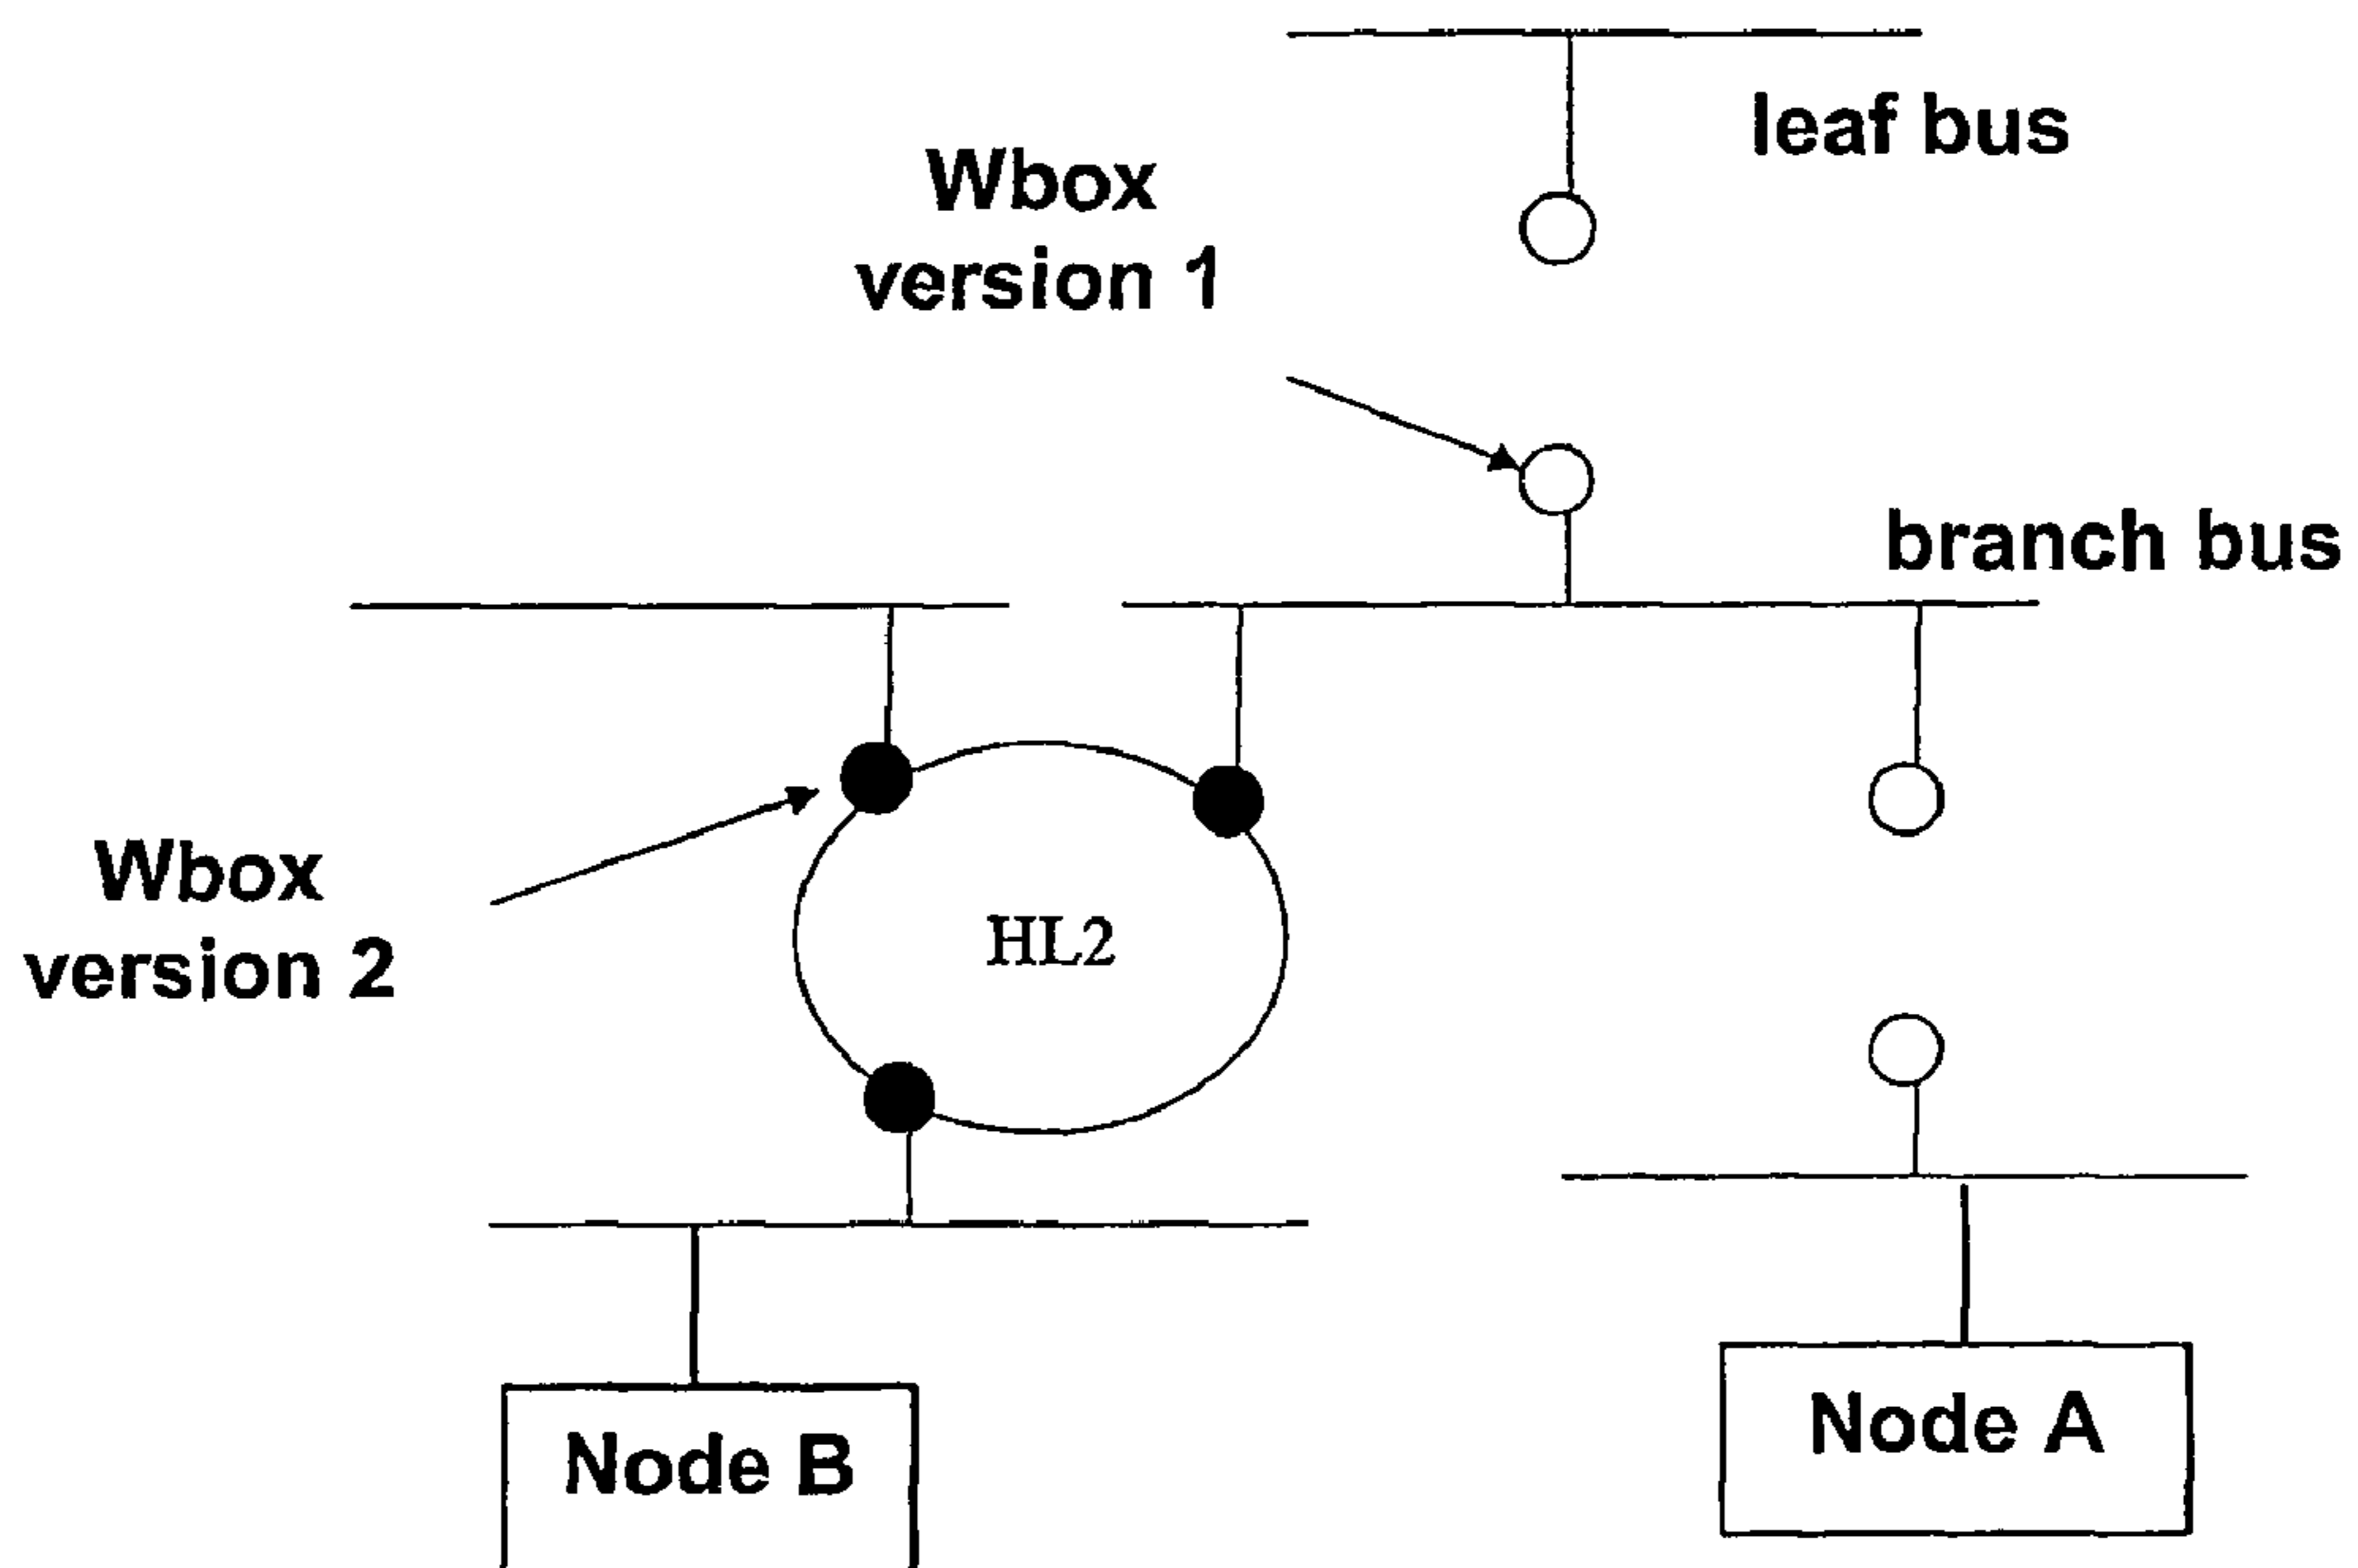 leaf bus
Wbox
version 1
branch bus
Wbox
version 2
HL2
Node A
Node B